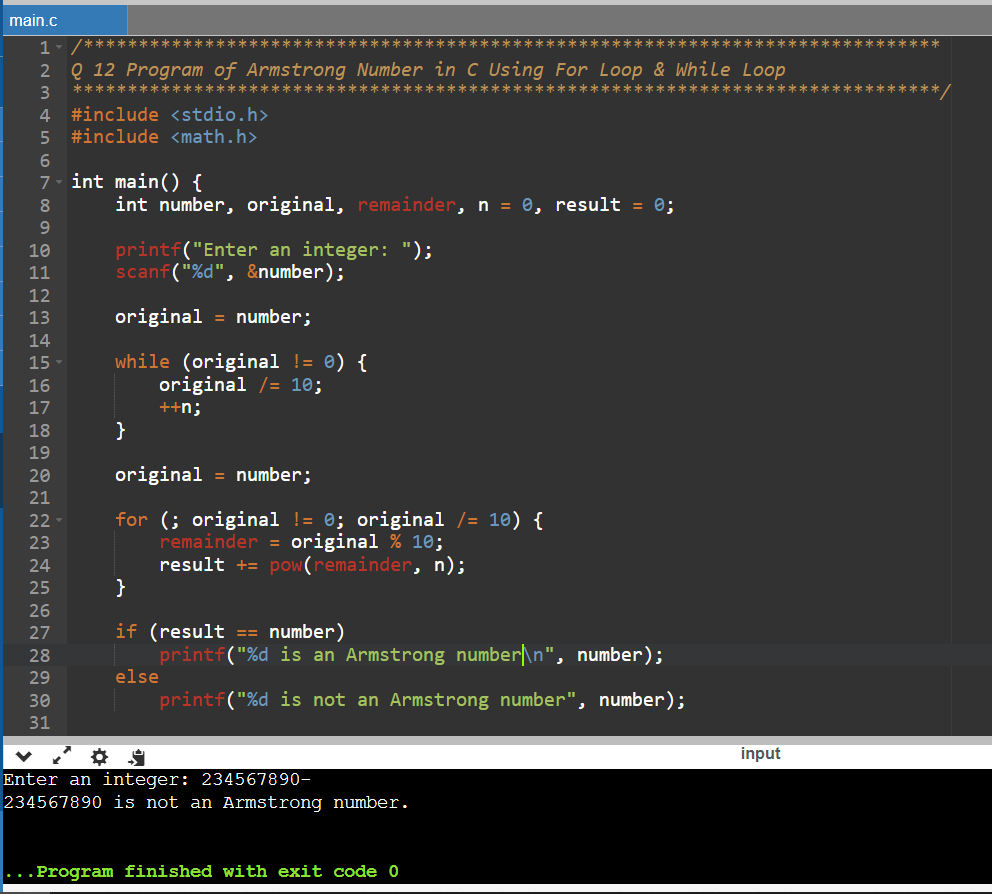 main.c
1 /******************************************************************************
2 Q 12 Program of Armstrong Number in C Using For Loop & While Loop
3 *******************************************************************************/
4 #include <stdio.h>
5 #include <math.h>
6
7 int main() {
8 int number, original, remainder, n = 0, result = 0;
9
10 printf("Enter an integer: ");
11 scanf("%d", &number);
12
13 original = number;
14
15 while (original != 0) {
16 original /= 10;
17 ++n;
18 }
19
20 original = number;
21
22 for (; original != 0; original /= 10) {
23 remainder = original % 10;
24 result += pow(remainder, n);
25 }
26
27 if (result == number)
28 printf("%d is an Armstrong number\n", number);
29 else
30 printf("%d is not an Armstrong number", number);
31
input
Enter an integer: 234567890-
234567890 is not an Armstrong number.
...Program finished with exit code 0